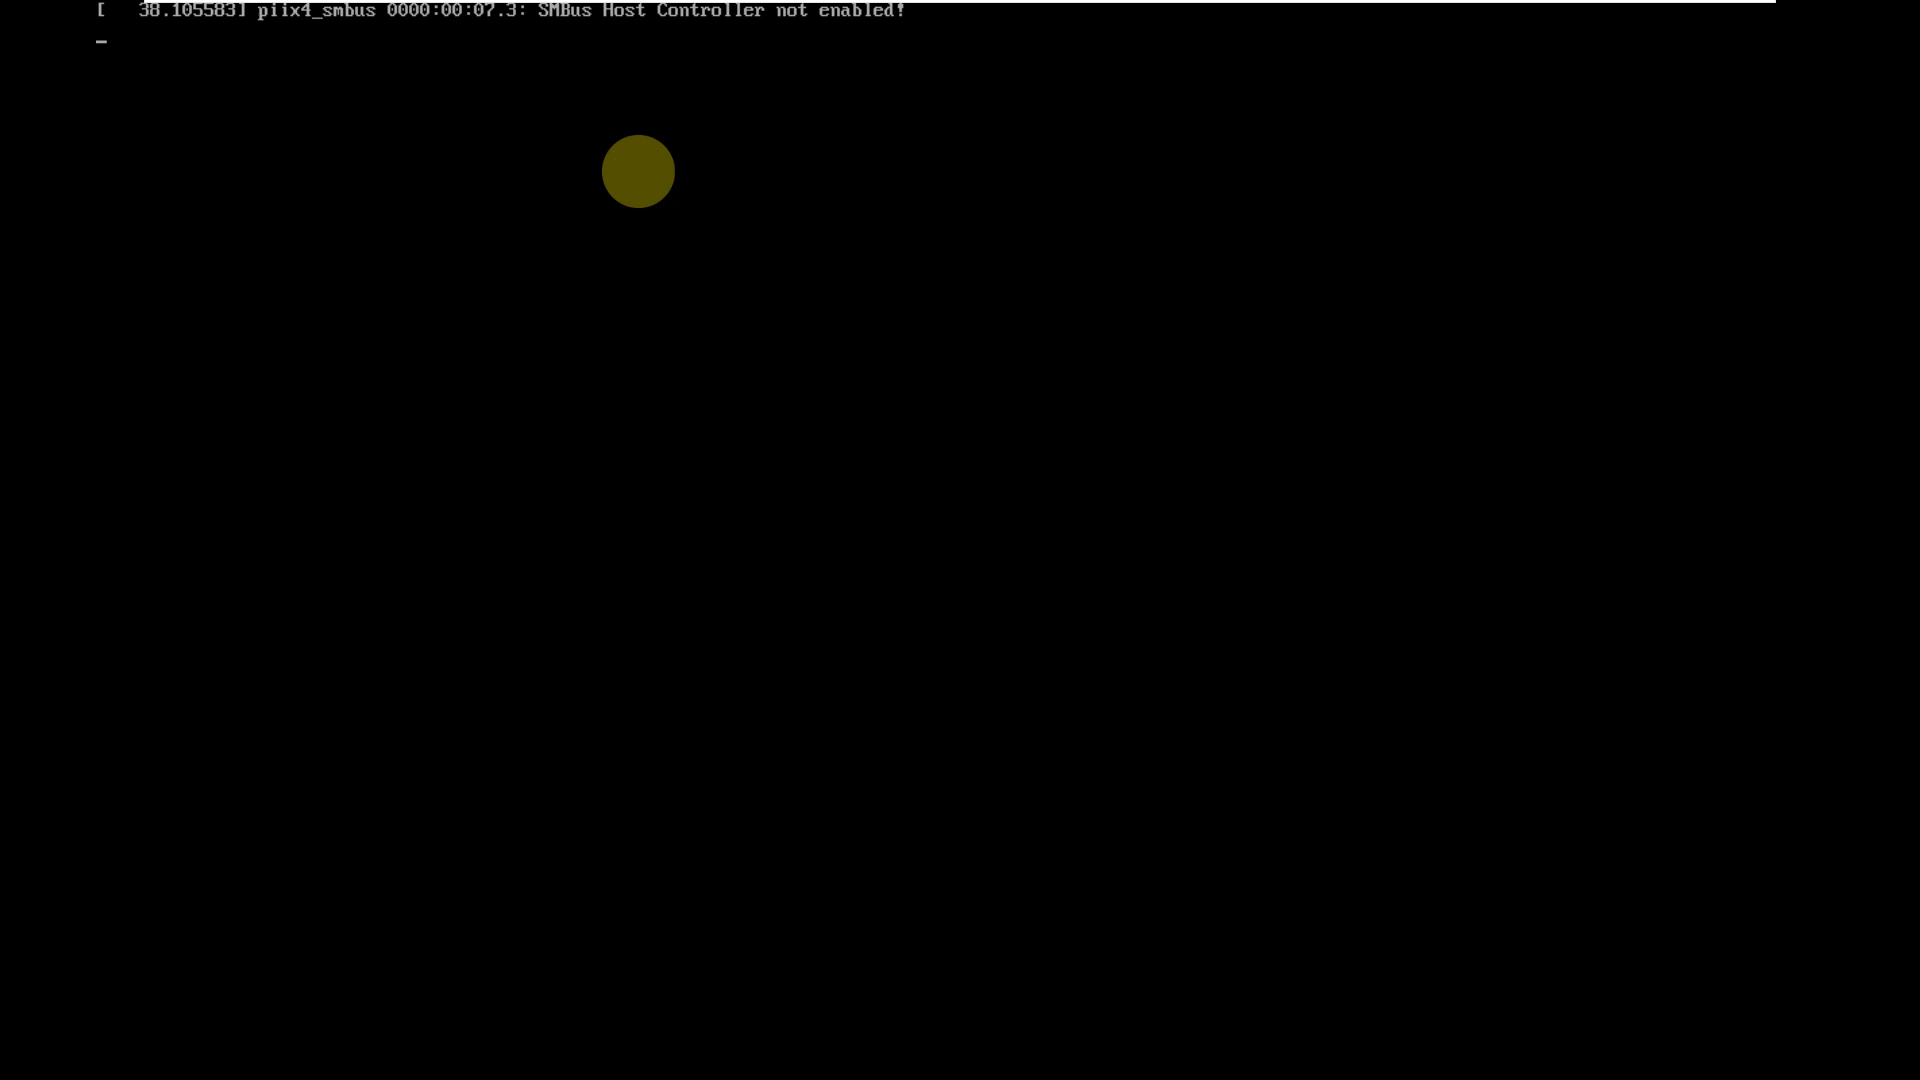 [   38.105583] piix4_smbus 0000:00:07.3: SMBus Host Controller not enabled!